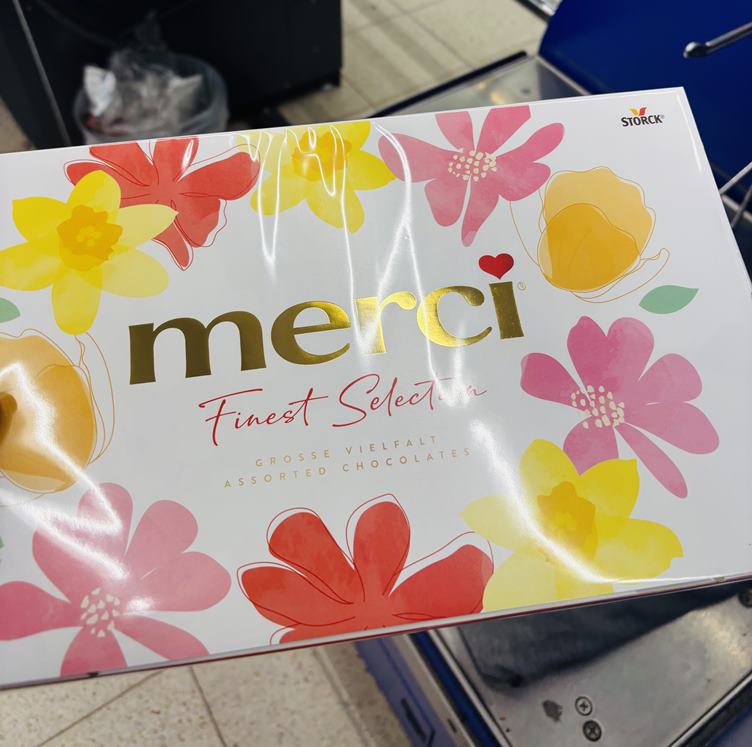 STORCK®
merci®
Finest Selection
GROSSE VIELFALT
ASSORTED CHOCOLATES